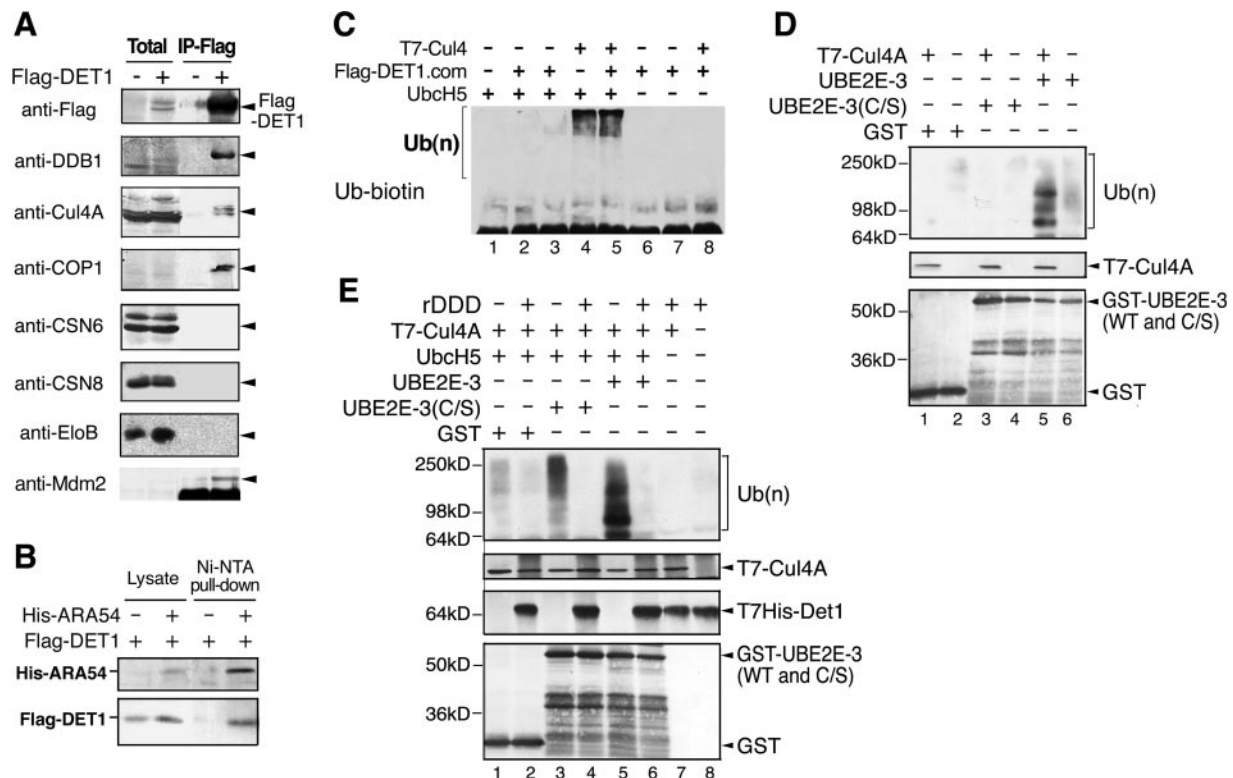 A
Total IP-Flag
Flag-DET1 - + - +
anti-Flag
Flag
-DET1
anti-DDB1
anti-Cul4A
anti-COP1
anti-CSN6
anti-CSN8
anti-EloB
anti-Mdm2
B
Lysate
Ni-NTA
pull-down
His-ARA54 - + - +
Flag-DET1 + + + +
His-ARA54
Flag-DET1
C
T7-Cul4 - - - + + - - +
Flag-DET1.com - + + - + + + +
UbcH5 + + + + + - - -
Ub(n)
Ub-biotin
1 2 3 4 5 6 7 8
D
T7-Cul4A + - + - + -
UBE2E-3 - - - - + +
UBE2E-3(C/S) - - + + - -
GST + + - - - -
250kD
98kD
64kD
Ub(n)
T7-Cul4A
50kD
36kD
GST-UBE2E-3
(WT and C/S)
GST
1 2 3 4 5 6
E
rDDD - + - + - + + +
T7-Cul4A + + + + + + + -
UbcH5 + + + + + + - -
UBE2E-3 - - - - + + - -
UBE2E-3(C/S) - - + + - - - -
GST + + - - - - - -
250kD
98kD
64kD
Ub(n)
T7-Cul4A
64kD
T7His-Det1
50kD
36kD
GST-UBE2E-3
(WT and C/S)
GST
1 2 3 4 5 6 7 8